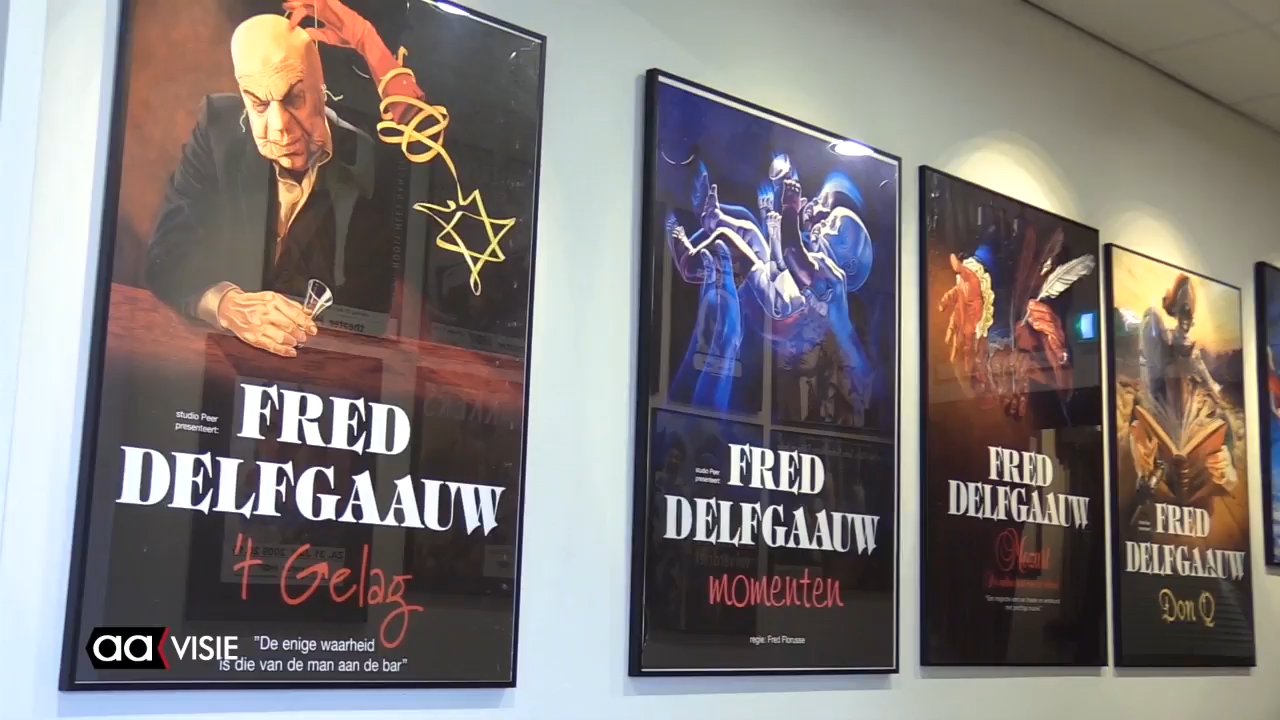 studio Peer
presenteert:
FRED
DELFGAAUW
't Gelag
"De enige waarheid
is die van de man aan de bar"
aa VISIE
studio Peer
presenteert:
FRED
DELFGAAUW
momenten
regie: Fred Florusse
FRED
DELFGAAUW
Mozart
FRED
DELFGAAUW
Don Q